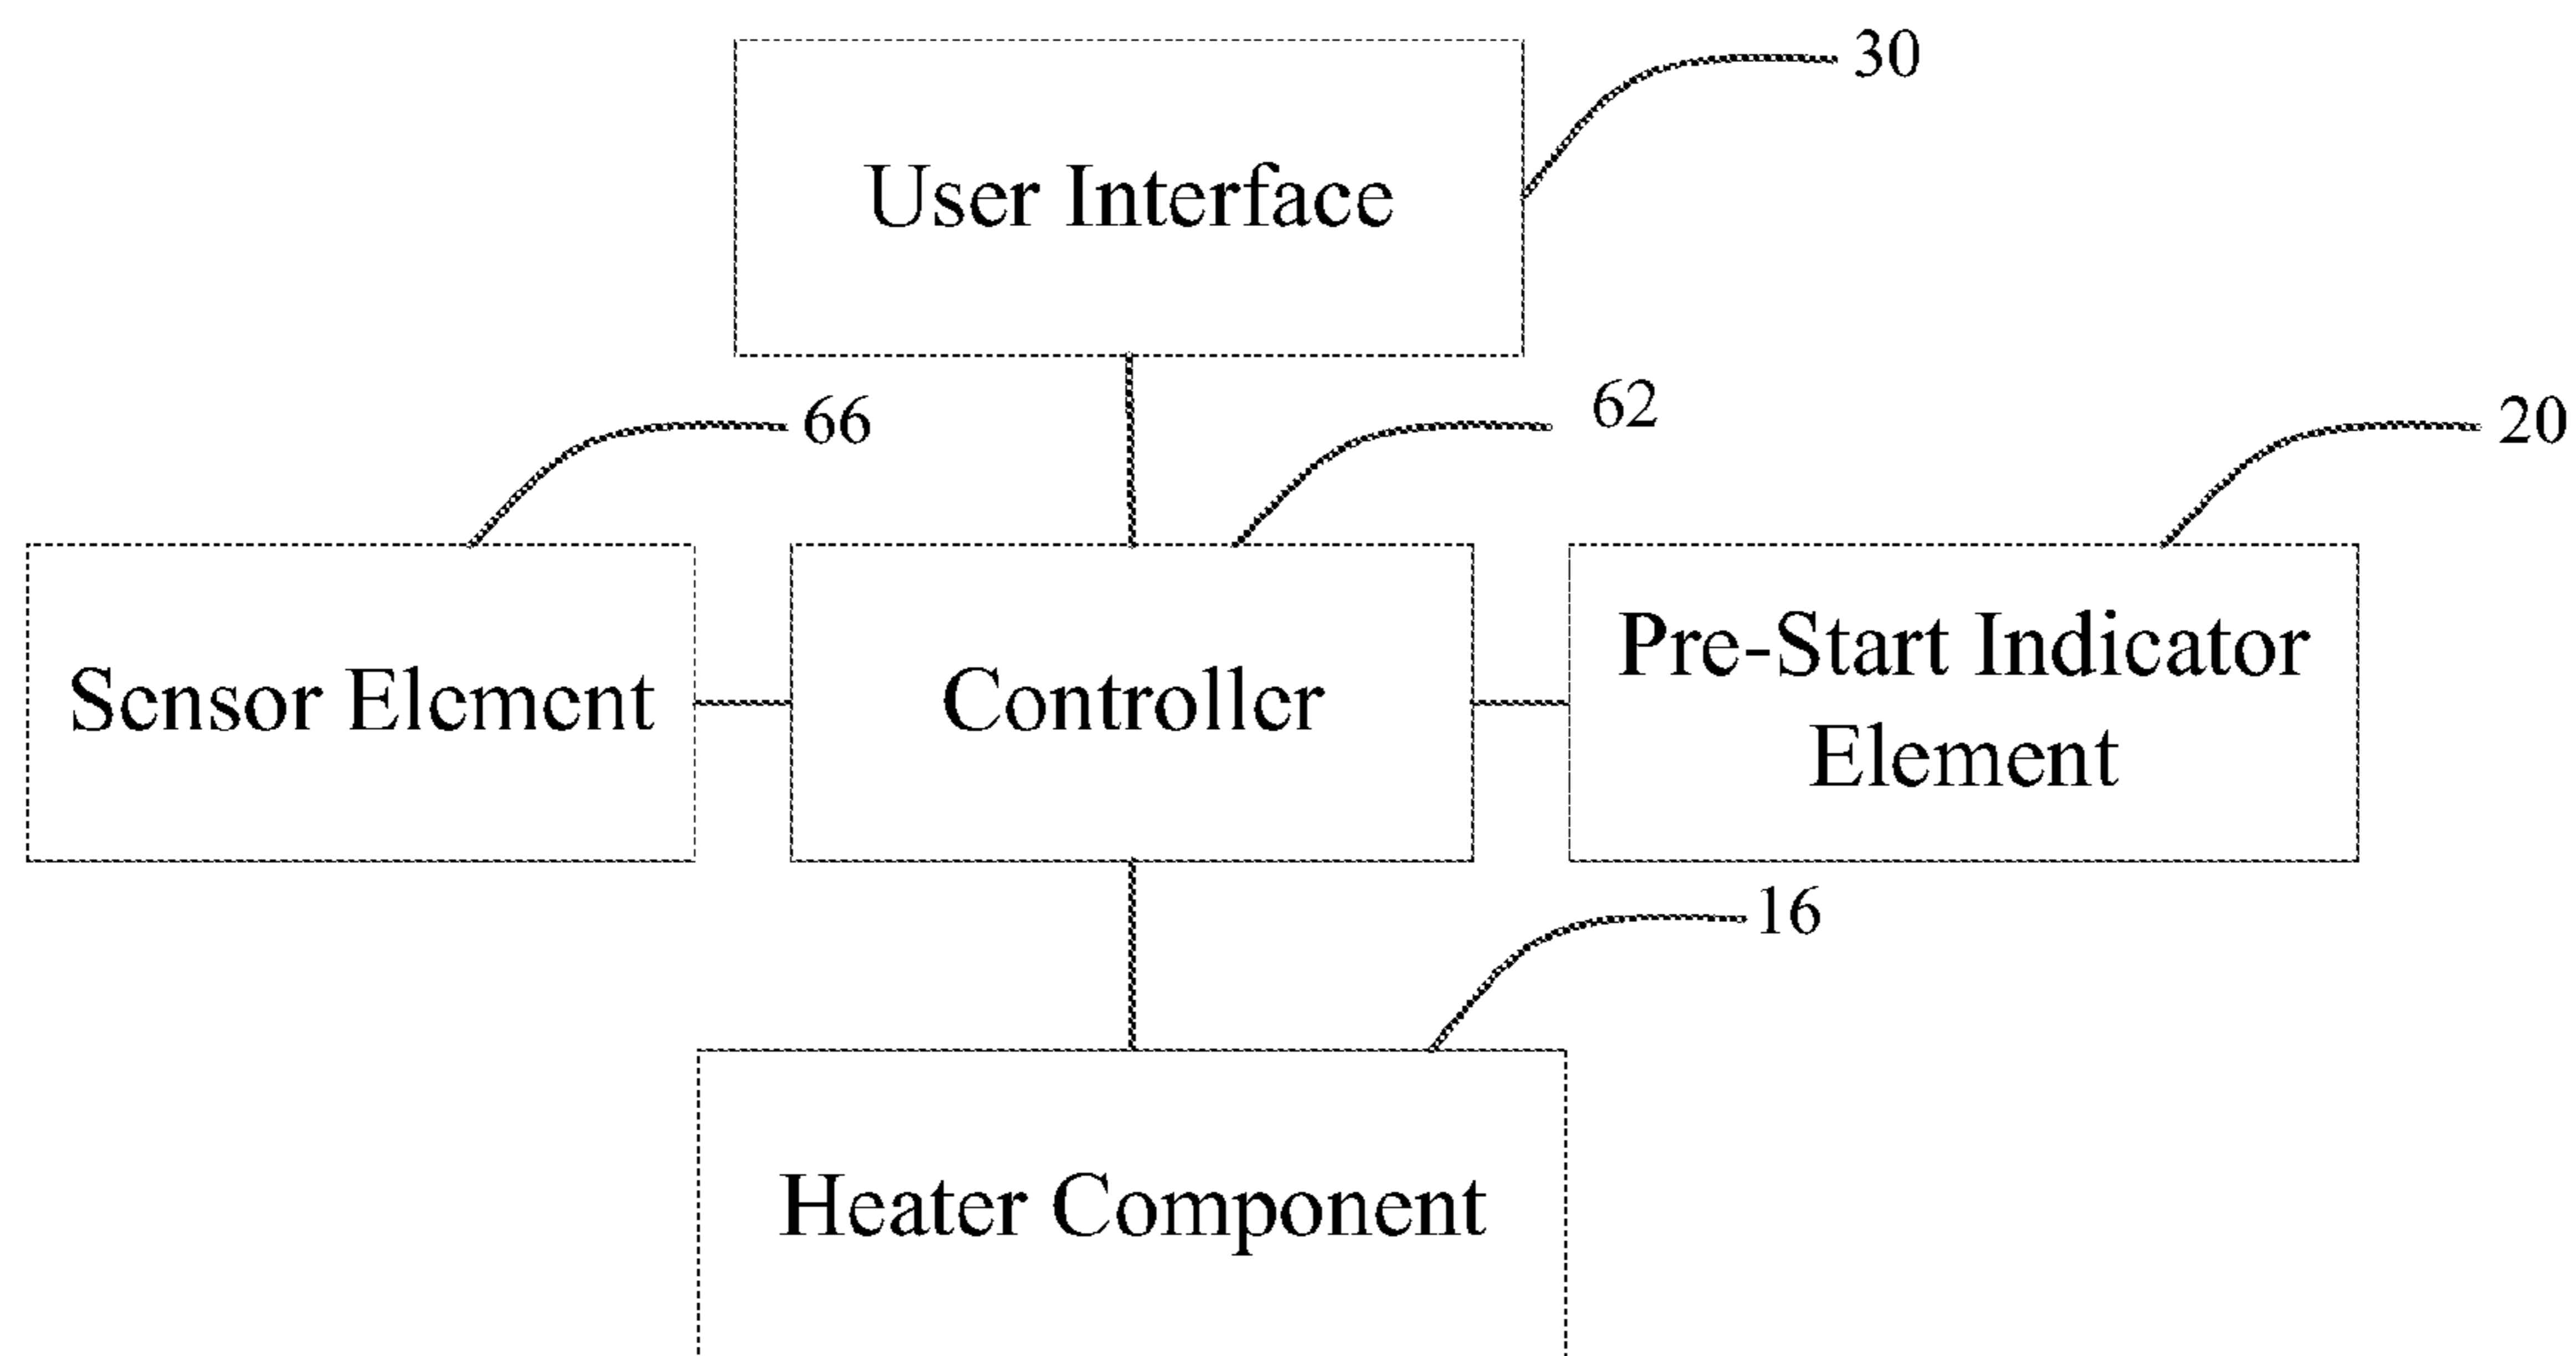 30
User Interface
66
62
20
Sensor Element
Controller
Pre-Start Indicator
Element
16
Heater Component